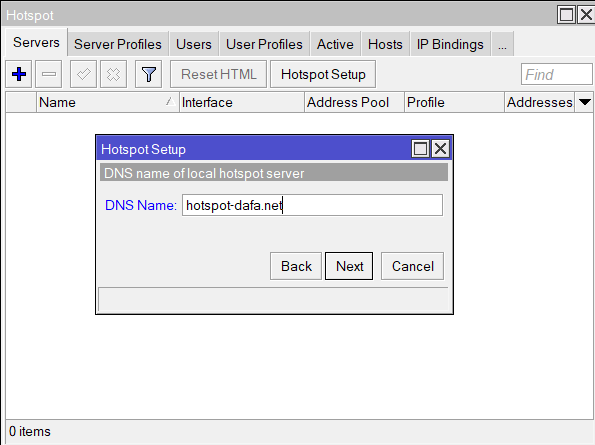 Hotspot
Servers Server Profiles Users User Profiles Active Hosts IP Bindings ...
Reset HTML Hotspot Setup Find
Name Interface Address Pool Profile Addresses
Hotspot Setup
DNS name of local hotspot server
DNS Name: hotspot-dafa.net
Back Next Cancel
0 items